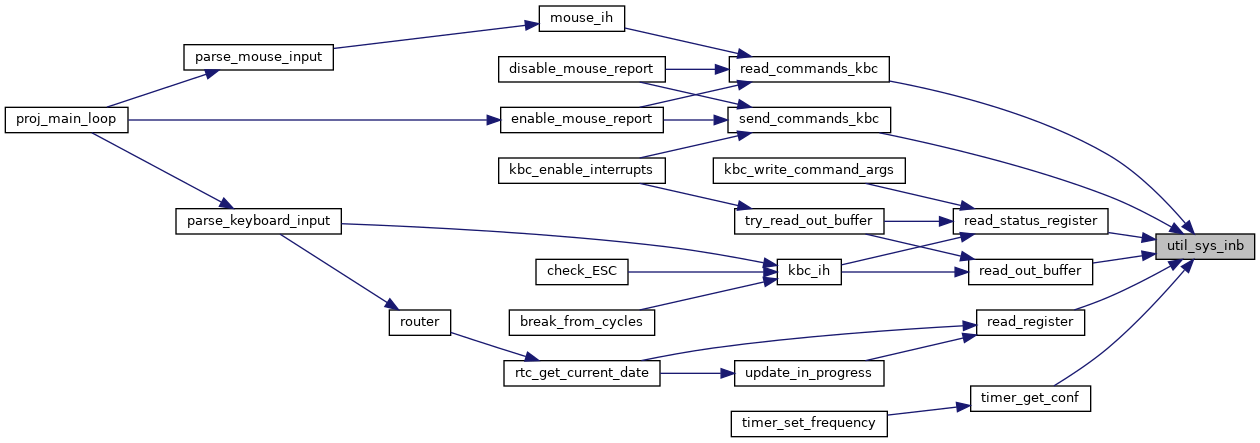 mouse_ih
parse_mouse_input
disable_mouse_report
read_commands_kbc
proj_main_loop
enable_mouse_report
send_commands_kbc
kbc_enable_interrupts
kbc_write_command_args
parse_keyboard_input
try_read_out_buffer
read_status_register
util_sys_inb
check_ESC
kbc_ih
read_out_buffer
break_from_cycles
router
read_register
rtc_get_current_date
update_in_progress
timer_get_conf
timer_set_frequency